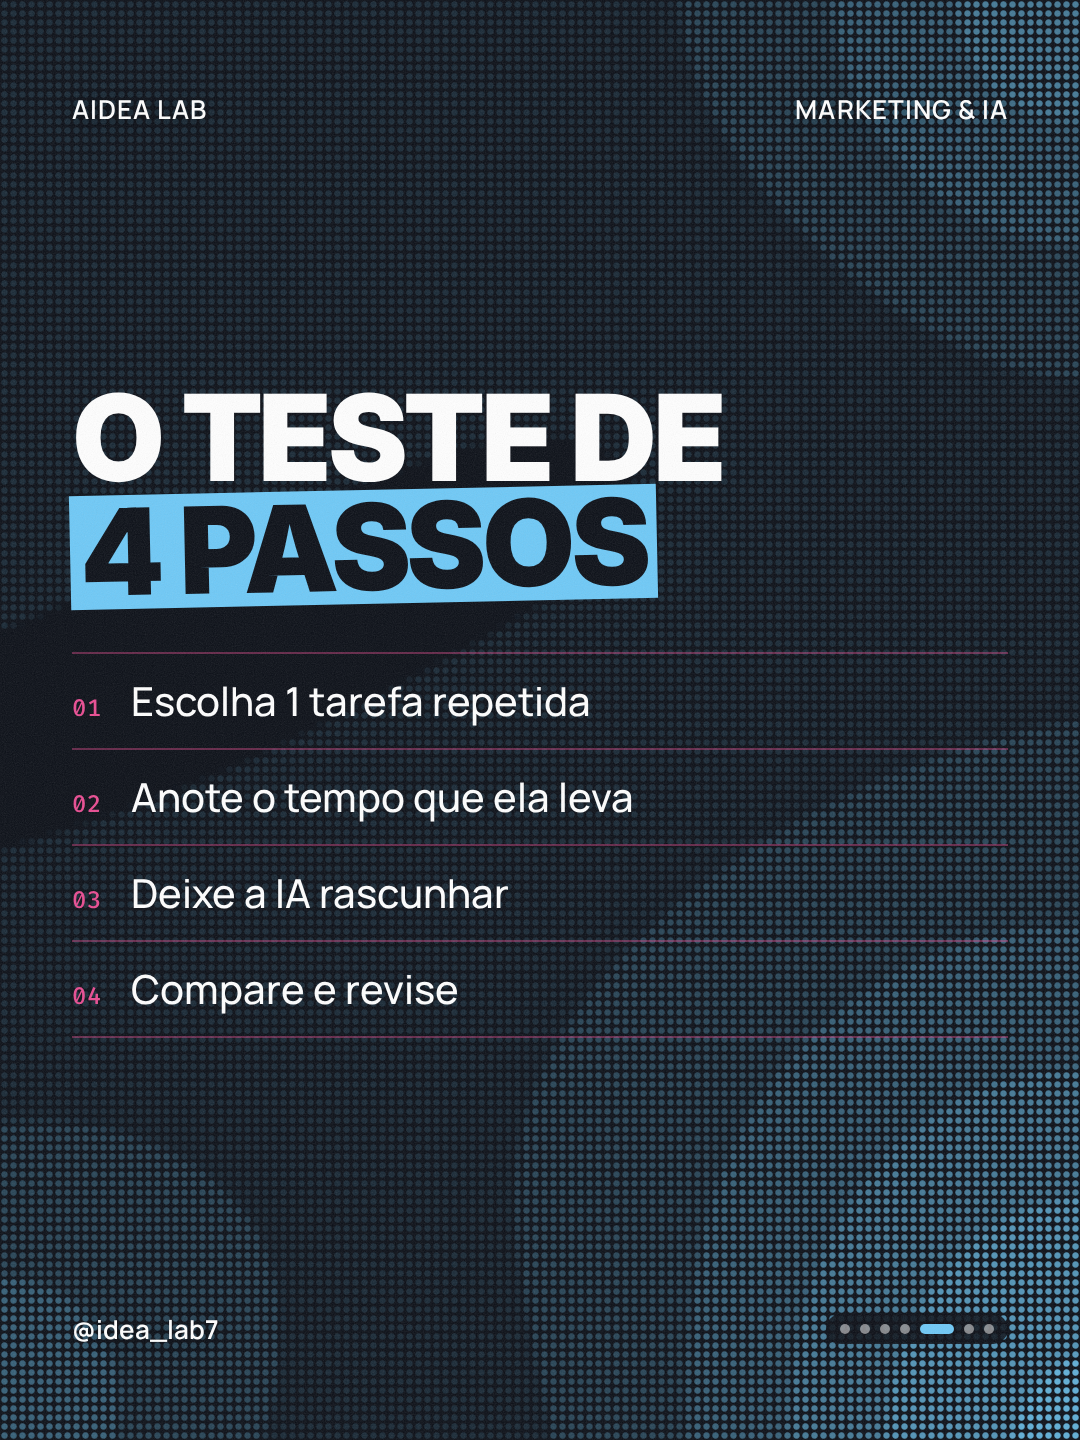 AIDEA LAB
MARKETING & IA
O TESTE DE
4 PASSOS
01 Escolha 1 tarefa repetida
02 Anote o tempo que ela leva
03 Deixe a IA rascunhar
04 Compare e revise
@idea_lab7